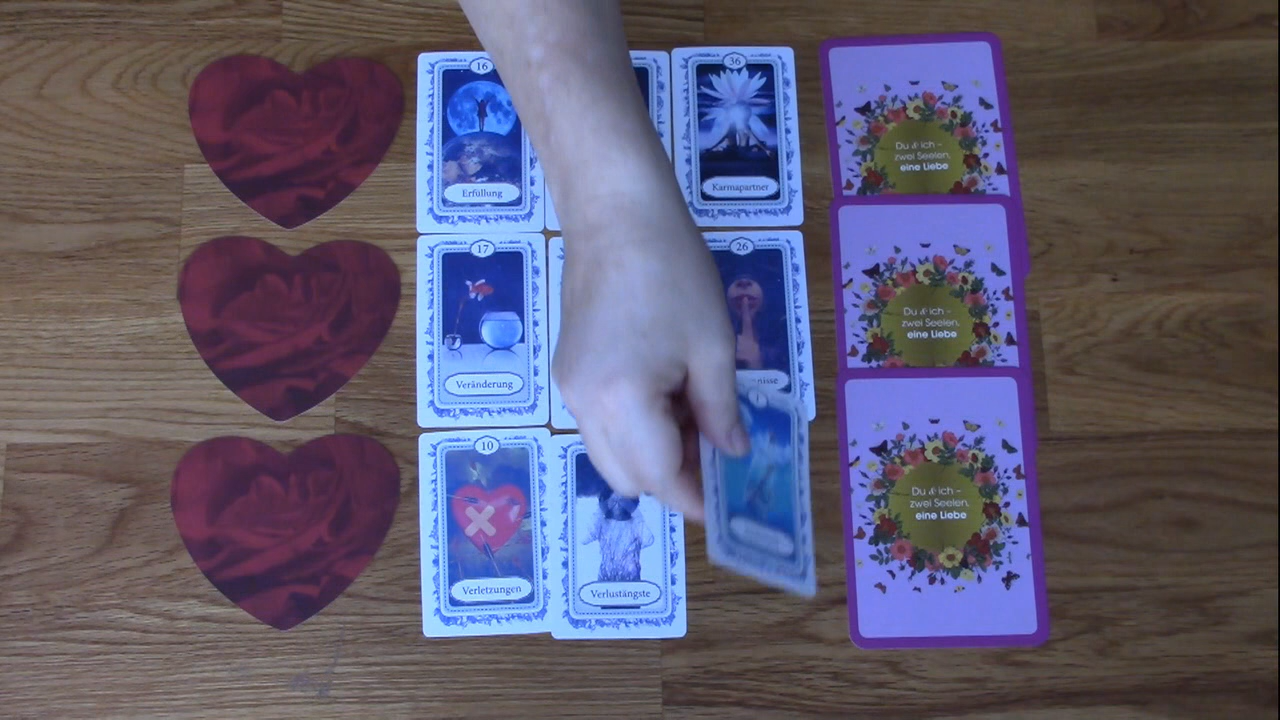 16
Erfüllung
36
Karmapartner
Du & ich –
zwei Seelen,
eine Liebe
17
Veränderung
26
Du & ich –
zwei Seelen,
eine Liebe
10
Verletzungen
Verlustängste
Du & ich –
zwei Seelen,
eine Liebe